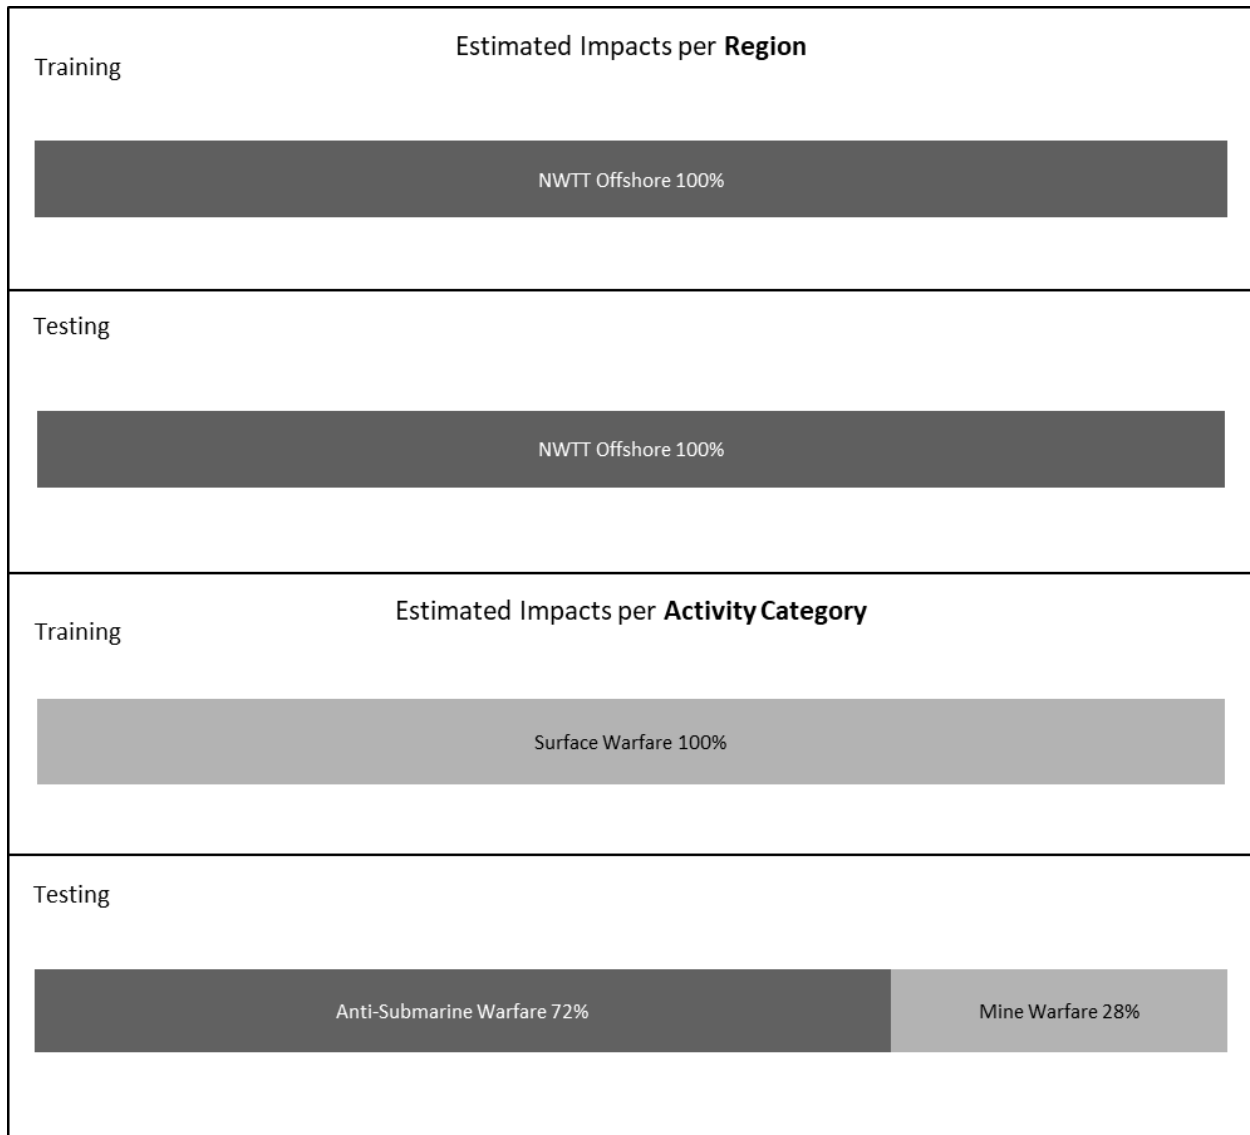 Estimated Impacts per Region
Training
NWTT Offshore 100%
Testing
NWTT Offshore 100%
Estimated Impacts per Activity Category
Training
Surface Warfare 100%
Testing
Anti-Submarine Warfare 72%
Mine Warfare 28%